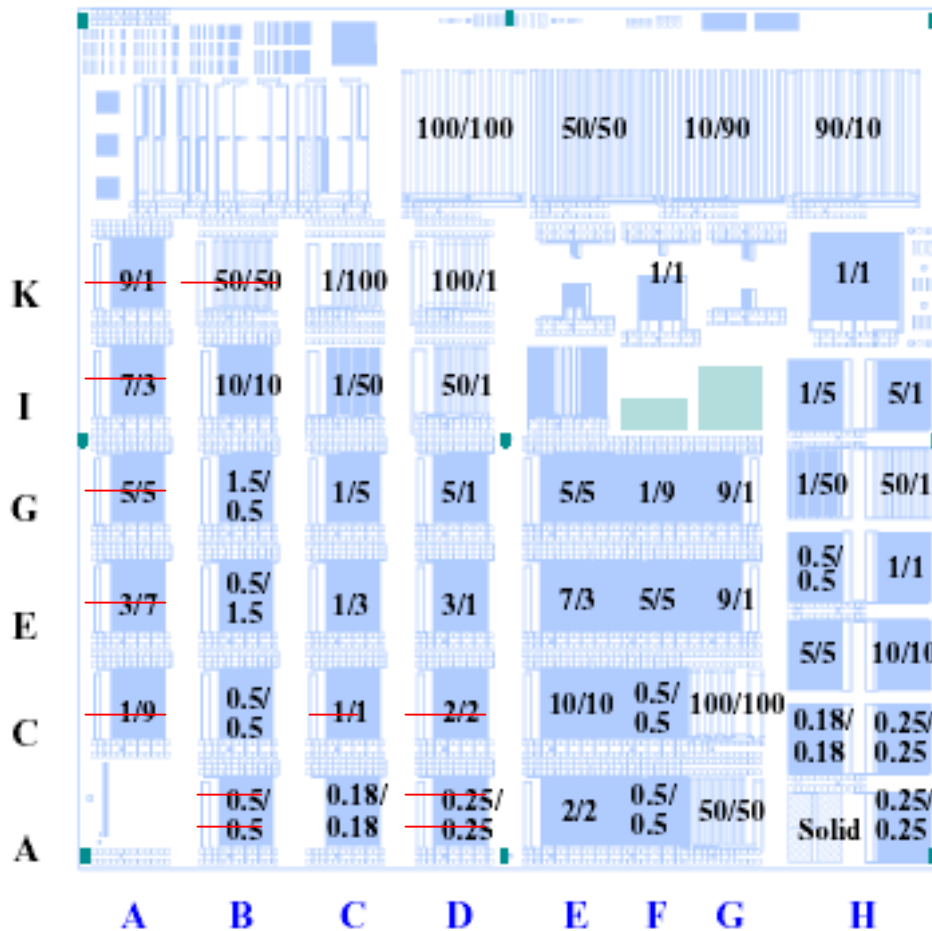 100/100 50/50 10/90 90/10
K 9/1 50/50 1/100 100/1 1/1 1/1
I 7/3 10/10 1/50 50/1 1/5 5/1
G 5/5 1.5/ 1/5 5/1 5/5 1/9 9/1 1/50 50/1
0.5
E 3/7 0.5/ 1/3 3/1 7/3 5/5 9/1 0.5/ 1/1
1.5 0.5
5/5 10/10
C 1/9 0.5/ 1/1 2/2 10/10 0.5/ 100/100 0.18/ 0.25/
0.5 0.5 0.18 0.25
A 0.5/ 0.18/ 0.25/ 2/2 0.5/ 50/50 Solid 0.25/
0.5 0.18 0.25 0.5 0.25
A B C D E F G H